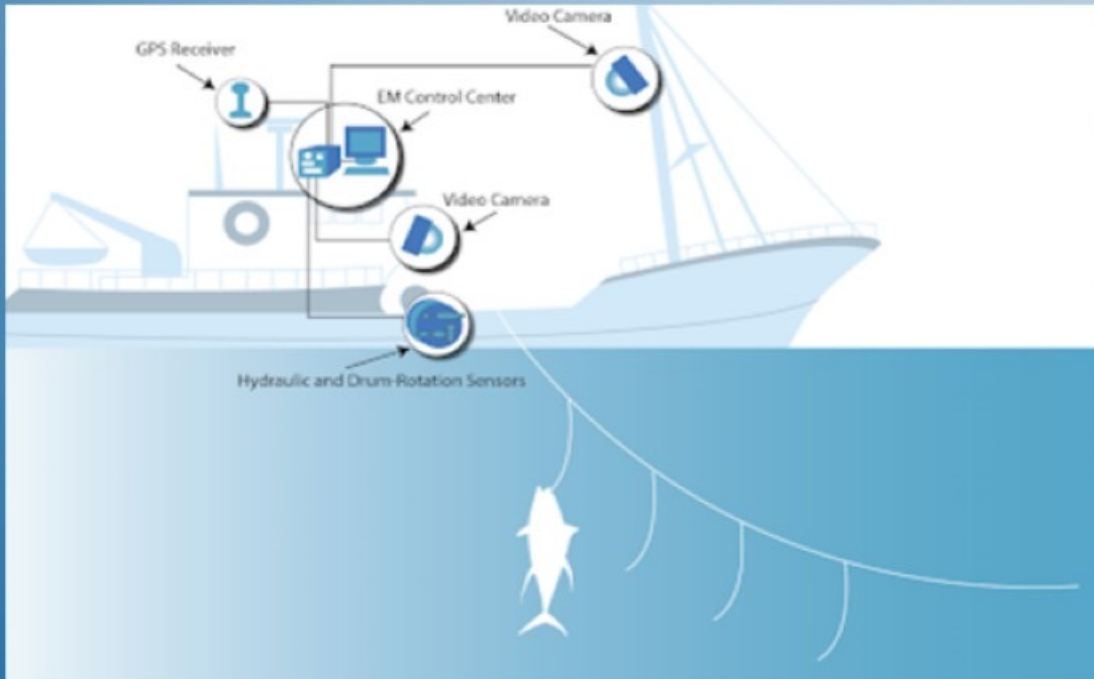 Video Camera
GPS Receiver
EM Control Center
Video Camera
Hydraulic and Drum-Rotation Sensors